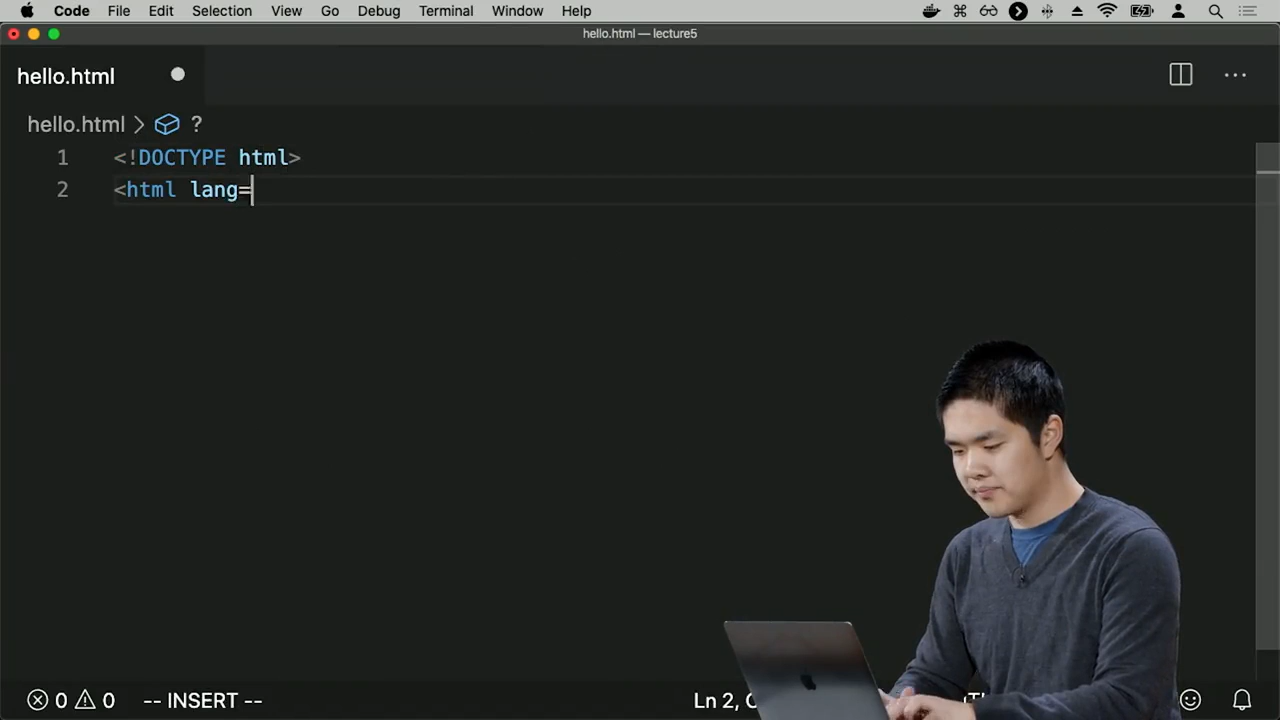 Code File Edit Selection View Go Debug Terminal Window Help
hello.html — lecture5
hello.html
hello.html > ?
1 <!DOCTYPE html>
2 <html lang=
0 0 -- INSERT -- Ln 2,